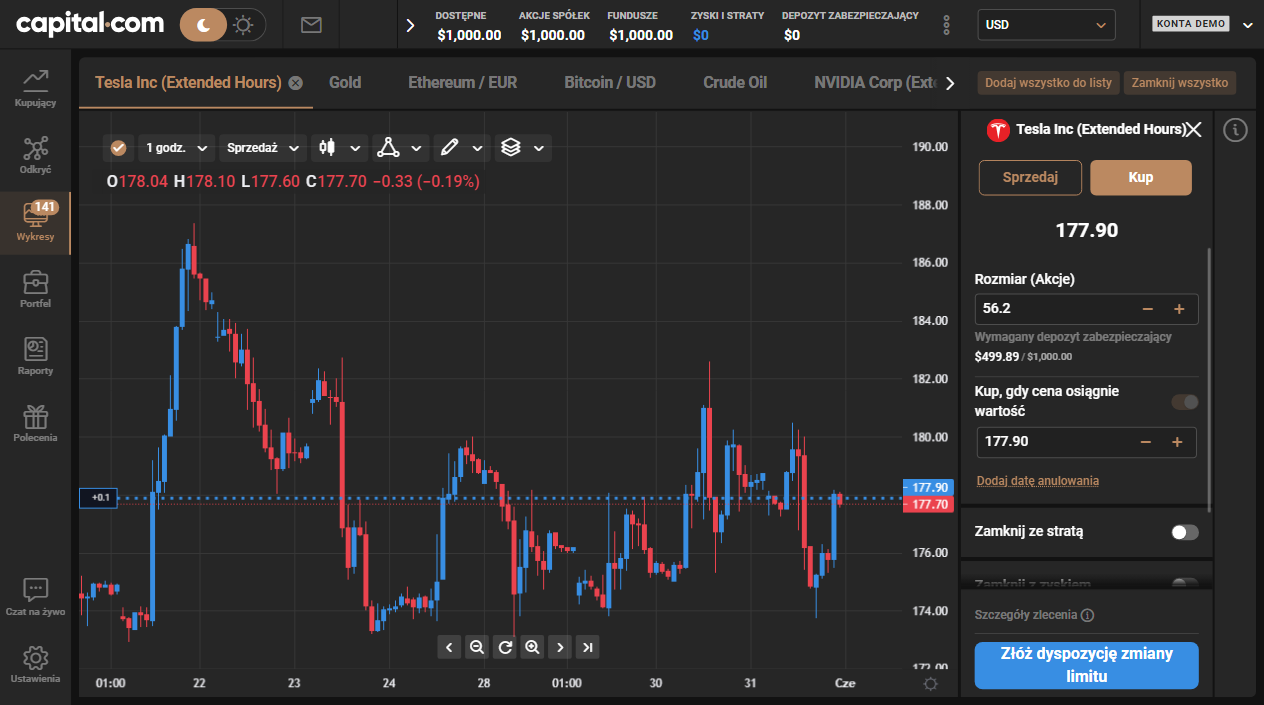 capital.com
DOSTĘPNE
$1,000.00
AKCJE SPÓŁEK
$1,000.00
FUNDUSZE
$1,000.00
ZYSKI I STRATY
$0
DEPOZYT ZABEZPIECZAJĄCY
$0
USD
KONTA DEMO
Kupujący
Odkryć
141
Wykresy
Portfel
Raporty
Polecenia
Czat na żywo
Ustawienia
Tesla Inc (Extended Hours)
Gold
Ethereum / EUR
Bitcoin / USD
Crude Oil
NVIDIA Corp (Exte
Dodaj wszystko do listy
Zamknij wszystko
1 godz.
Sprzedaż
O178.04 H178.10 L177.60 C177.70 −0.33 (−0.19%)
190.00
188.00
186.00
184.00
182.00
180.00
+0.1
177.90
177.70
176.00
174.00
172.00
01:00
22
23
24
28
01:00
30
31
Cze
Tesla Inc (Extended Hours)
Sprzedaj
Kup
177.90
Rozmiar (Akcje)
56.2
Wymagany depozyt zabezpieczający
$499.89 / $1,000.00
Kup, gdy cena osiągnie
wartość
177.90
Dodaj datę anulowania
Zamknij ze stratą
Zamknij z zyskiem
Szczegóły zlecenia
Złóż dyspozycję zmiany
limitu